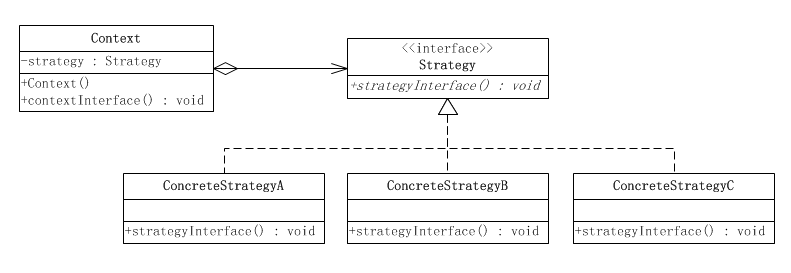 Context
-strategy : Strategy
+Context()
+contextInterface() : void
<<interface>>
Strategy
+strategyInterface() : void
ConcreteStrategyA
+strategyInterface() : void
ConcreteStrategyB
+strategyInterface() : void
ConcreteStrategyC
+strategyInterface() : void